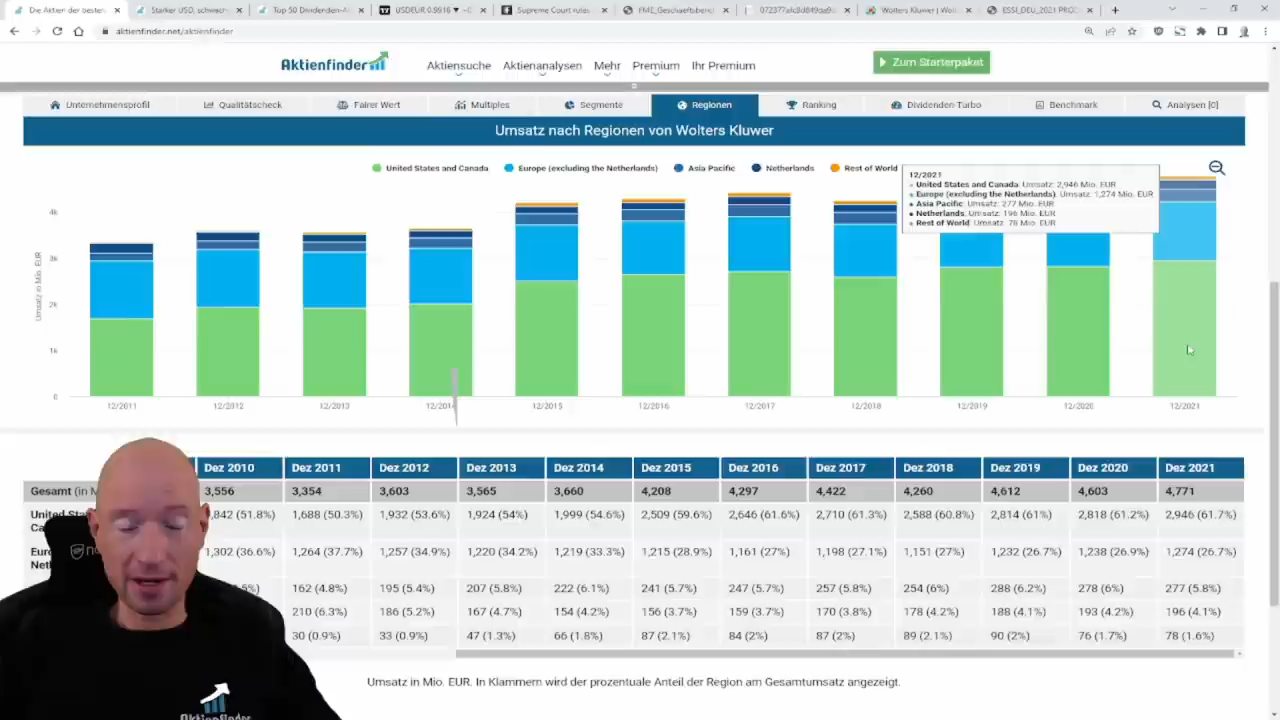 Die Aktien der besten
Starker USD, schwach
Top 50 Dividenden-A
USDEUR 0.9616
Supreme Court rules
FME_Geschaeftsberich
Wolters Kluwer | Wol
ESSI_DEU_2021 PROD
aktienfinder.net/aktienfinder
Aktienfinder
Aktiensuche Aktienanalysen Mehr Premium Ihr Premium
Zum Starterpaket
Unternehmensprofil Qualitätscheck Fairer Wert Multiples Segmente Regionen Ranking Dividenden-Turbo Benchmark Analysen [0]
Umsatz nach Regionen von Wolters Kluwer
United States and Canada Europe (excluding the Netherlands) Asia Pacific Netherlands Rest of World
12/2021
United States and Canada Umsatz: 2,946 Mio. EUR
Europe (excluding the Netherlands) Umsatz: 1,274 Mio. EUR
Asia Pacific: Umsatz: 277 Mio. EUR
Netherlands: Umsatz: 196 Mio. EUR
Rest of World: Umsatz: 78 Mio. EUR
Umsatz in Mio. EUR
4k
3k
2k
1k
0
12/2011 12/2012 12/2013 12/2014 12/2015 12/2016 12/2017 12/2018 12/2019 12/2020 12/2021
Dez 2010 Dez 2011 Dez 2012 Dez 2013 Dez 2014 Dez 2015 Dez 2016 Dez 2017 Dez 2018 Dez 2019 Dez 2020 Dez 2021
Gesamt (in M 3,556 3,354 3,603 3,565 3,660 4,208 4,297 4,422 4,260 4,612 4,603 4,771
United Sta ,842 (51.8%) 1,688 (50.3%) 1,932 (53.6%) 1,924 (54%) 1,999 (54.6%) 2,509 (59.6%) 2,646 (61.6%) 2,710 (61.3%) 2,588 (60.8%) 2,814 (61%) 2,818 (61.2%) 2,946 (61.7%)
Ca
Euro 1,302 (36.6%) 1,264 (37.7%) 1,257 (34.9%) 1,220 (34.2%) 1,219 (33.3%) 1,215 (28.9%) 1,161 (27%) 1,198 (27.1%) 1,151 (27%) 1,232 (26.7%) 1,238 (26.9%) 1,274 (26.7%)
Neth
162 (4.8%) 195 (5.4%) 207 (5.8%) 222 (6.1%) 241 (5.7%) 247 (5.7%) 257 (5.8%) 254 (6%) 288 (6.2%) 278 (6%) 277 (5.8%)
210 (6.3%) 186 (5.2%) 167 (4.7%) 154 (4.2%) 156 (3.7%) 159 (3.7%) 170 (3.8%) 178 (4.2%) 188 (4.1%) 193 (4.2%) 196 (4.1%)
30 (0.9%) 33 (0.9%) 47 (1.3%) 66 (1.8%) 87 (2.1%) 84 (2%) 87 (2%) 89 (2.1%) 90 (2%) 76 (1.7%) 78 (1.6%)
Umsatz in Mio. EUR. In Klammern wird der prozentuale Anteil der Region am Gesamtumsatz angezeigt.
Aktienfinder